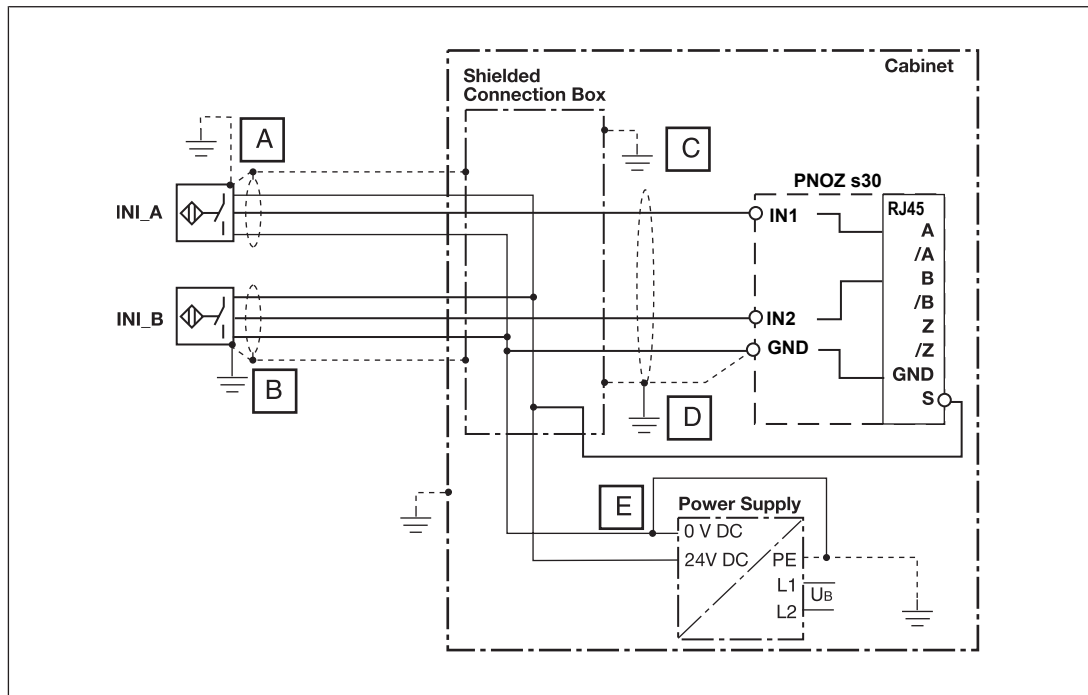 Cabinet
Shielded
Connection Box
A
C
PNOZ s30
INI_A
IN1
RJ45
A
/A
B
/B
Z
/Z
GND
S
INI_B
IN2
GND
B
D
E
Power Supply
0 V DC
24V DC
PE
L1
UB
L2